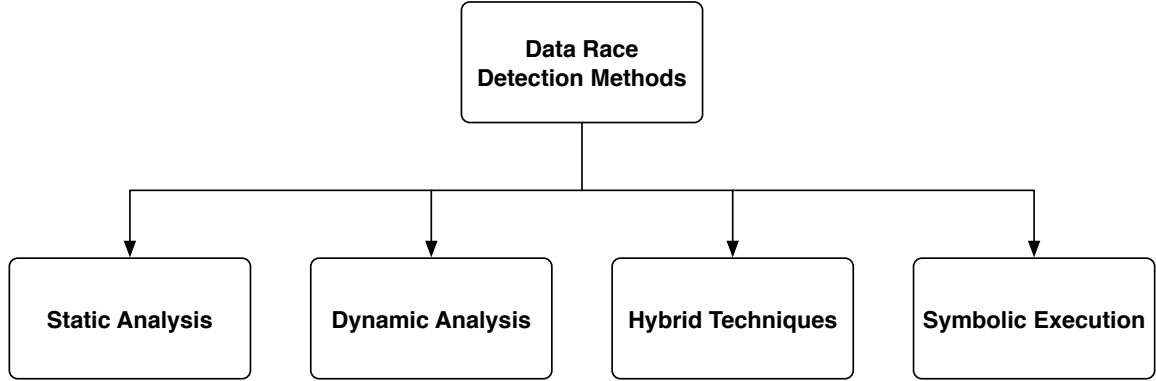 Data Race
Detection Methods
Static Analysis
Dynamic Analysis
Hybrid Techniques
Symbolic Execution